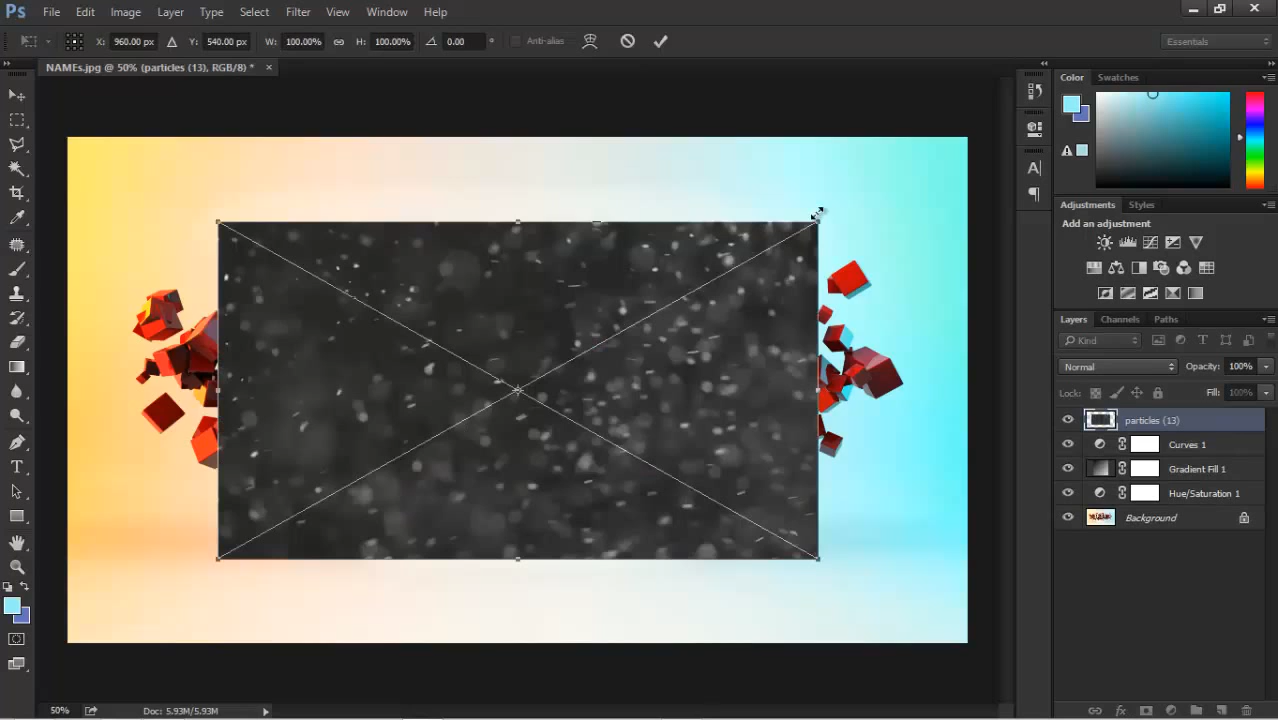 Ps File Edit Image Layer Type Select Filter View Window Help
X: 960.00 px Y: 540.00 px W: 100.00% H: 100.00% 0.00 ° Anti-alias Essentials
NAMEs.jpg @ 50% (particles (13), RGB/8) * ×
Color Swatches
Adjustments Styles
Add an adjustment
Layers Channels Paths
Kind
Normal Opacity: 100%
Lock: Fill: 100%
particles (13)
Curves 1
Gradient Fill 1
Hue/Saturation 1
Background
50% Doc: 5.93M/5.93M